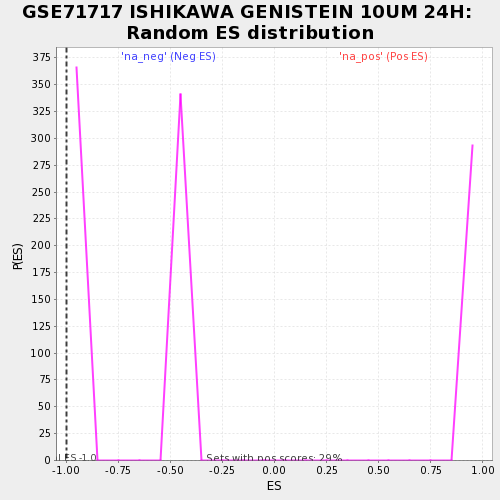 GSE71717 ISHIKAWA GENISTEIN 10UM 24H:
Random ES distribution
'na_neg' (Neg ES) 'na_pos' (Pos ES)
375
350
325
300
275
250
225
200
175
150
125
100
75
50
25
0
P(ES)
ES -1.0 Sets with pos scores: 29%
-1.00 -0.75 -0.50 -0.25 0.00 0.25 0.50 0.75 1.00
ES